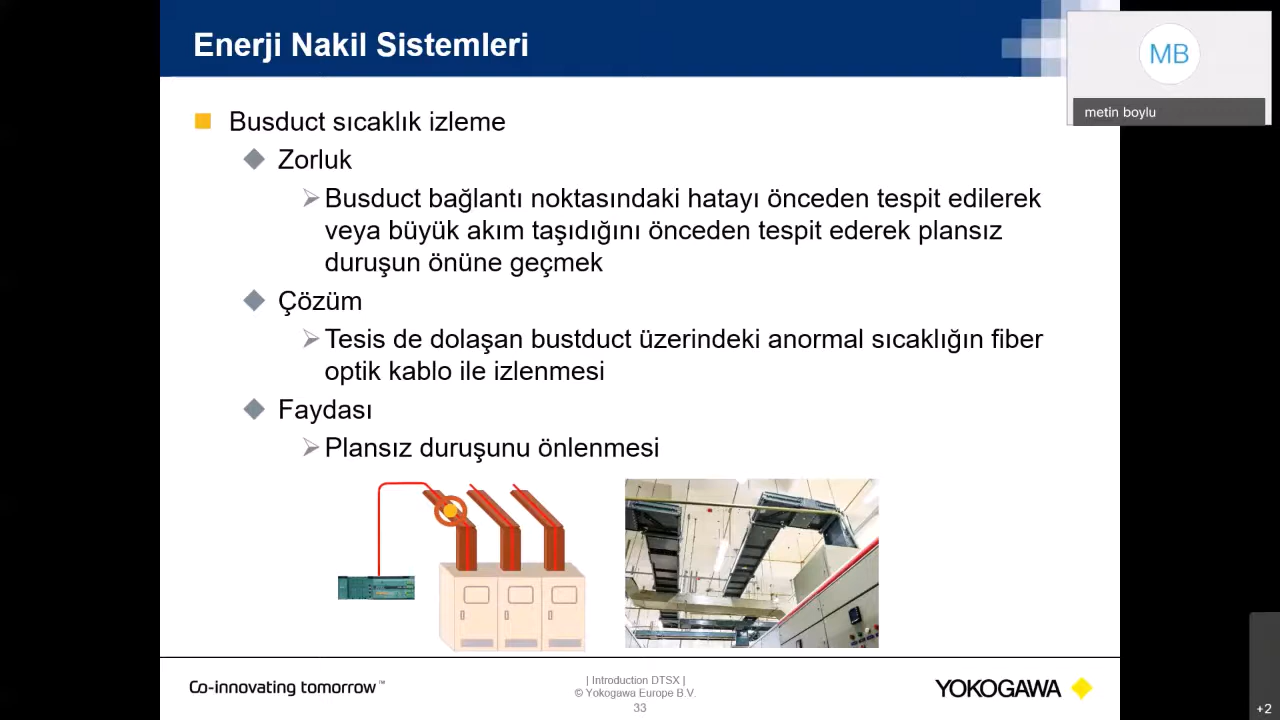 Enerji Nakil Sistemleri
MB
metin boylu
Busduct sıcaklık izleme
Zorluk
Busduct bağlantı noktasındaki hatayı önceden tespit edilerek
veya büyük akım taşıdığını önceden tespit ederek plansız
duruşun önüne geçmek
Çözüm
Tesis de dolaşan bustduct üzerindeki anormal sıcaklığın fiber
optik kablo ile izlenmesi
Faydası
Plansız duruşunu önlenmesi
Co-innovating tomorrow™
| Introduction DTSX |
© Yokogawa Europe B.V.
33
YOKOGAWA
+2